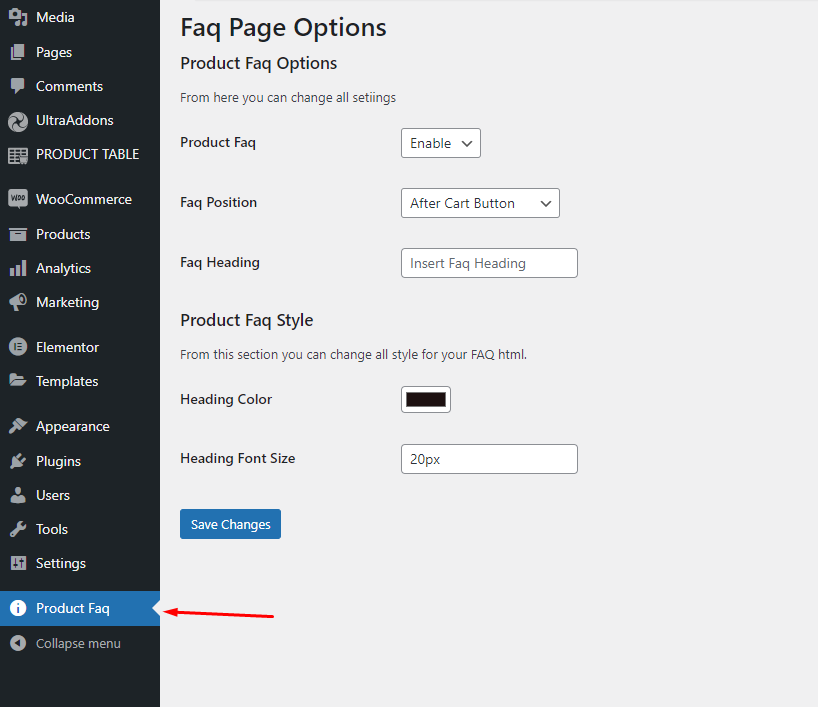 Media
Pages
Comments
UltraAddons
PRODUCT TABLE
WOO WooCommerce
Products
Analytics
Marketing
Elementor
Templates
Appearance
Plugins
Users
Tools
Settings
Product Faq
Collapse menu
Faq Page Options
Product Faq Options
From here you can change all setiings
Product Faq Enable
Faq Position After Cart Button
Faq Heading Insert Faq Heading
Product Faq Style
From this section you can change all style for your FAQ html.
Heading Color
Heading Font Size 20px
Save Changes